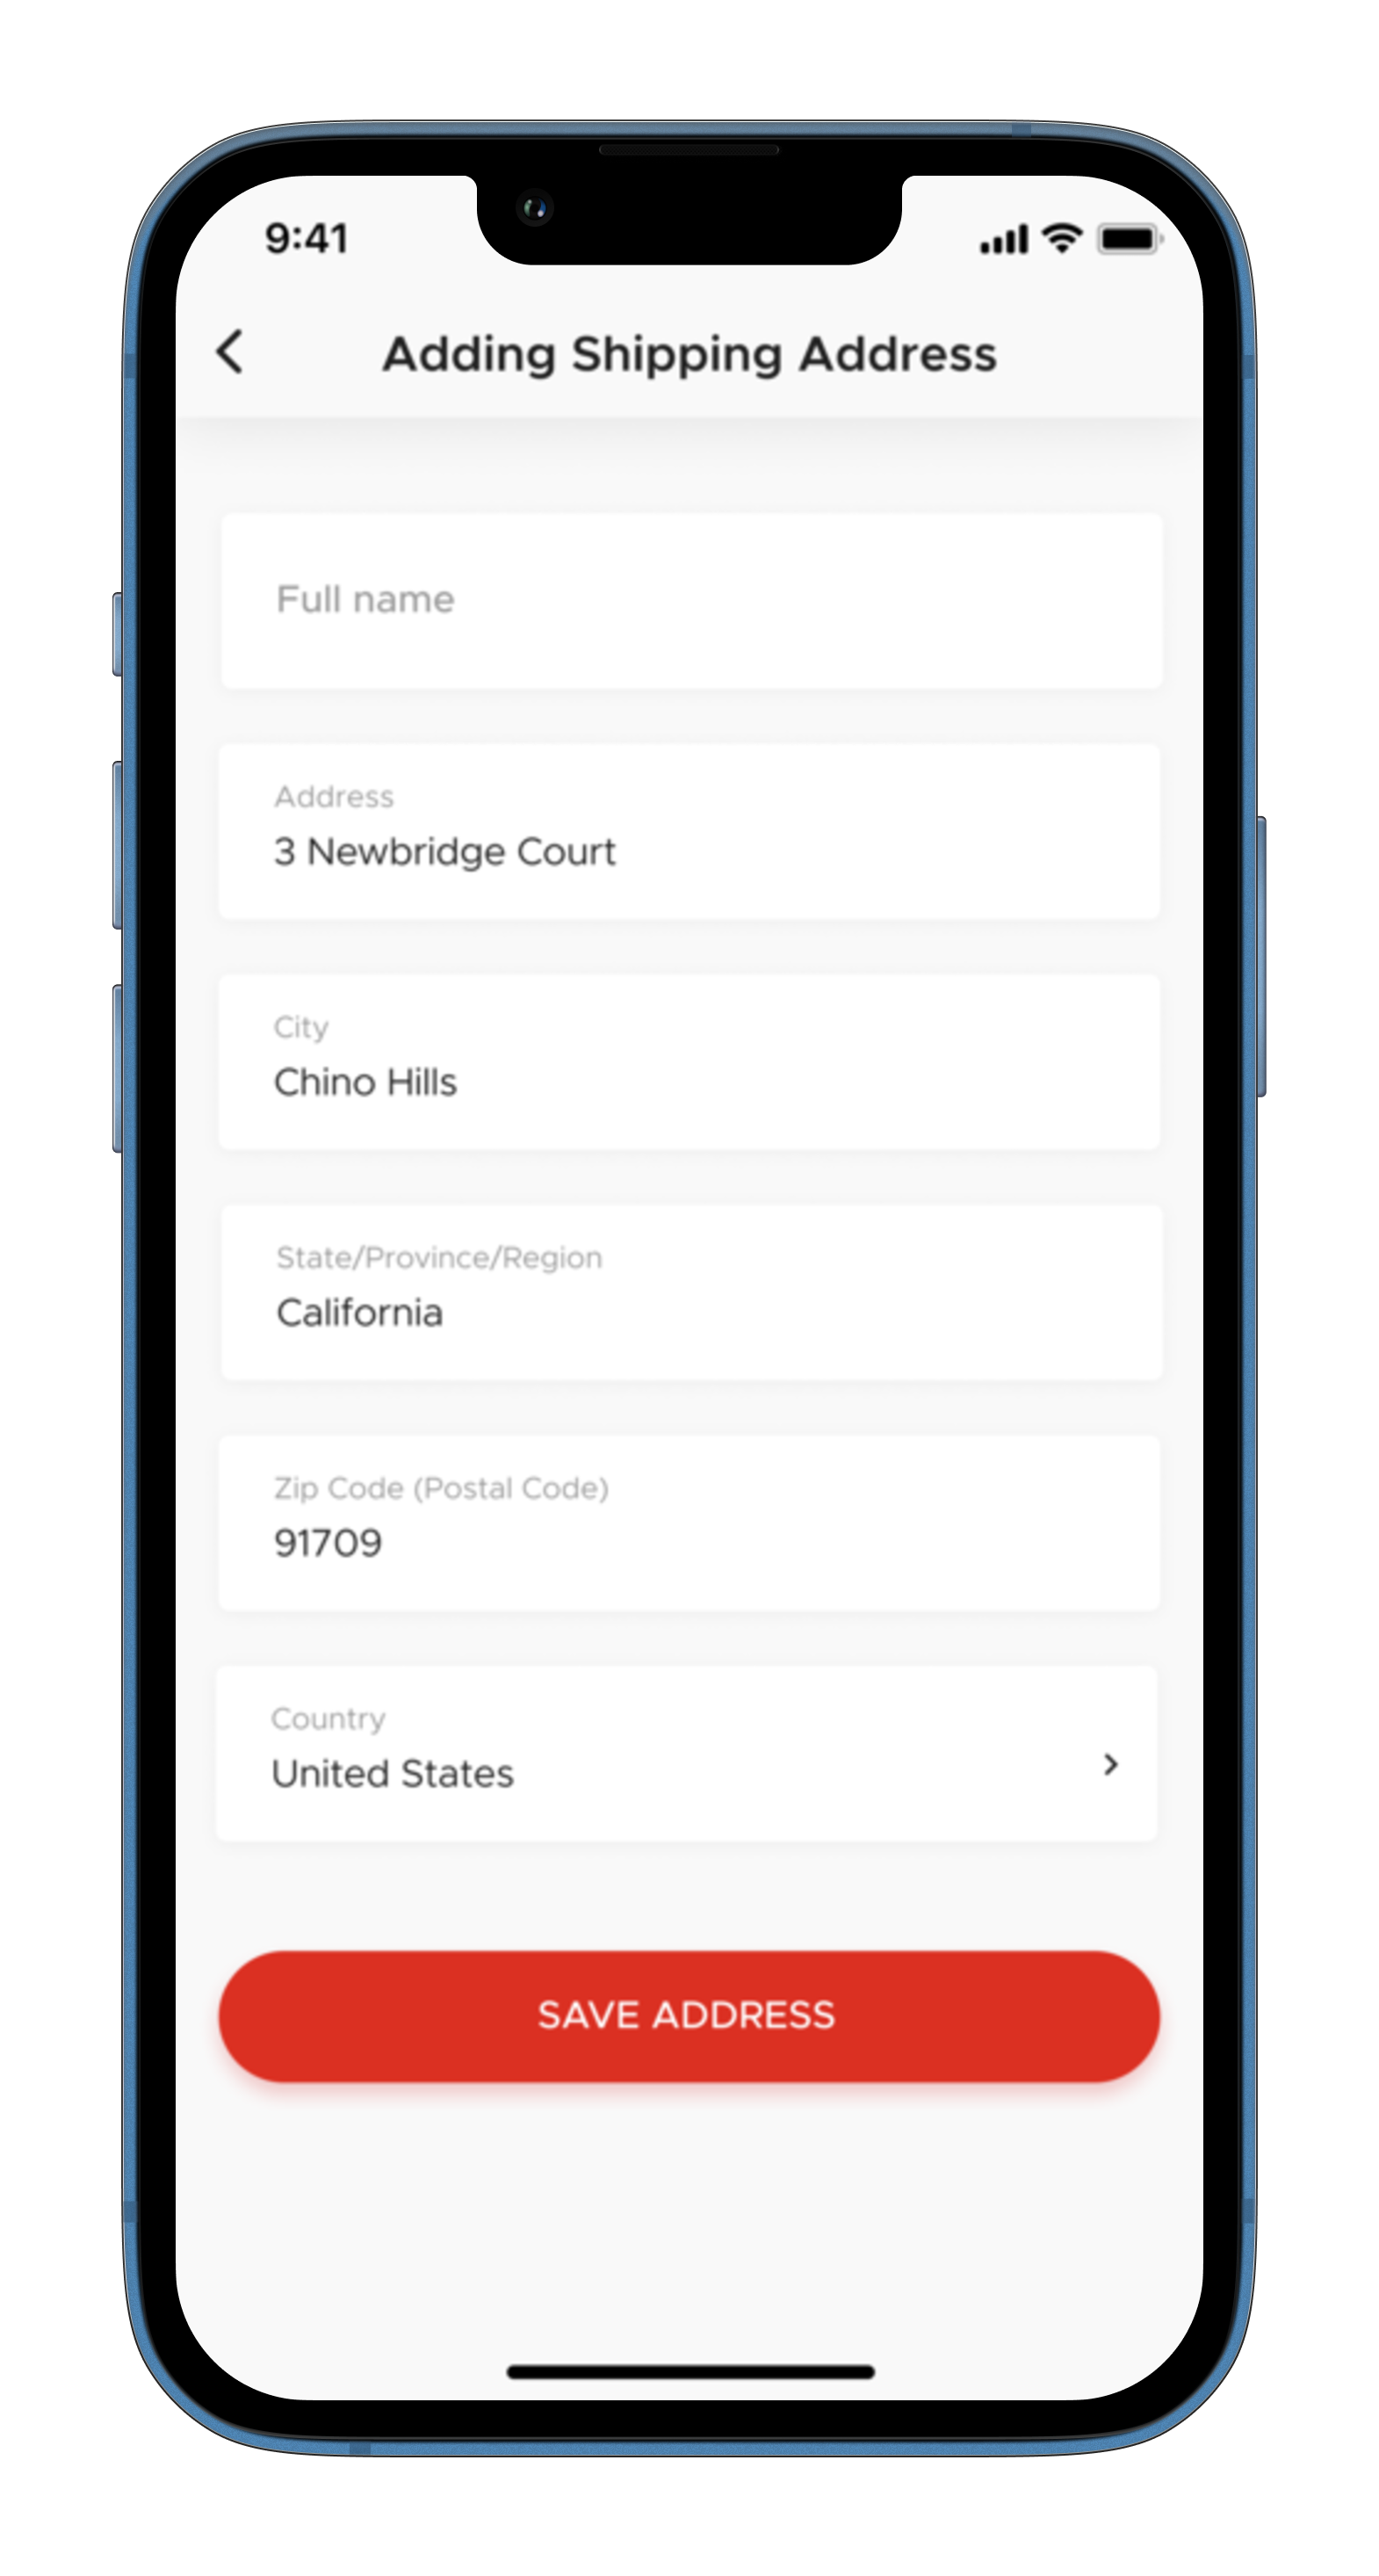 9:41
Adding Shipping Address
Full name
Address
3 Newbridge Court
City
Chino Hills
State/Province/Region
California
Zip Code (Postal Code)
91709
Country
United States
SAVE ADDRESS